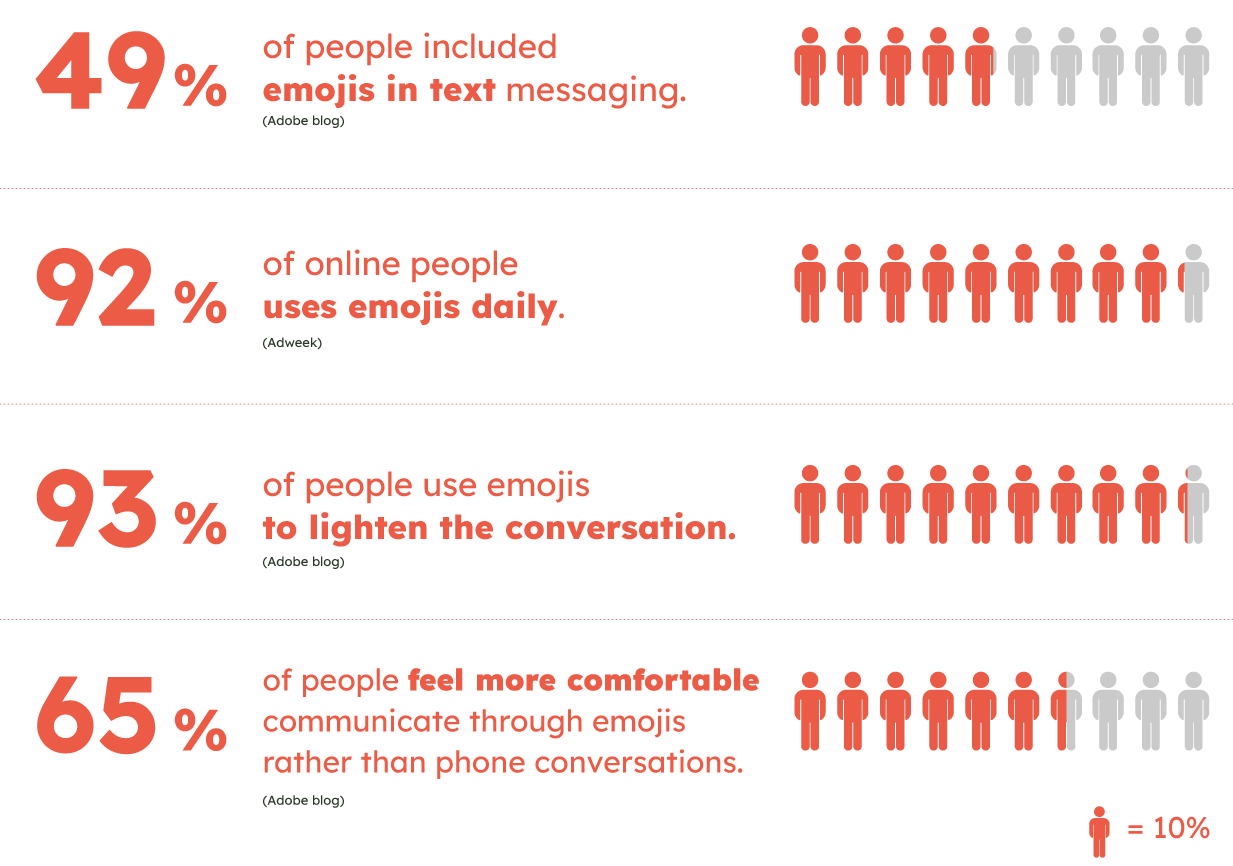 49%
of people included
emojis in text messaging.
(Adobe blog)
92 %
of online people
uses emojis daily.
(Adweek)
93 %
of people use emojis
to lighten the conversation.
(Adobe blog)
65 %
of people feel more comfortable
communicate through emojis
rather than phone conversations.
(Adobe blog)
= 10%